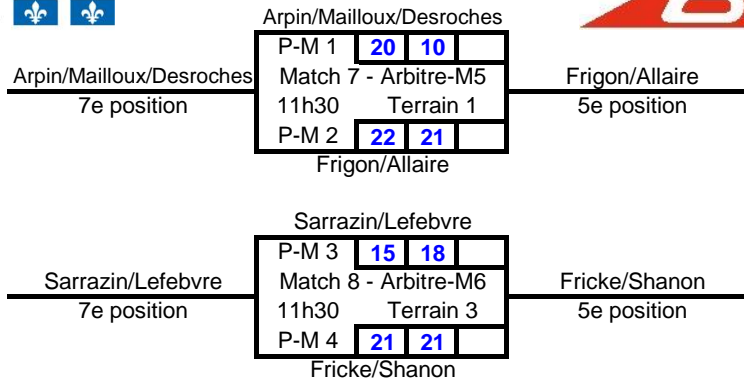 Arpin/Mailloux/Desroches
P-M 1 20 10
Arpin/Mailloux/Desroches Match 7 - Arbitre-M5 Frigon/Allaire
7e position 11h30 Terrain 1 5e position
P-M 2 22 21
Frigon/Allaire
Sarrazin/Lefebvre
P-M 3 15 18
Sarrazin/Lefebvre Match 8 - Arbitre-M6 Fricke/Shanon
7e position 11h30 Terrain 3 5e position
P-M 4 21 21
Fricke/Shanon